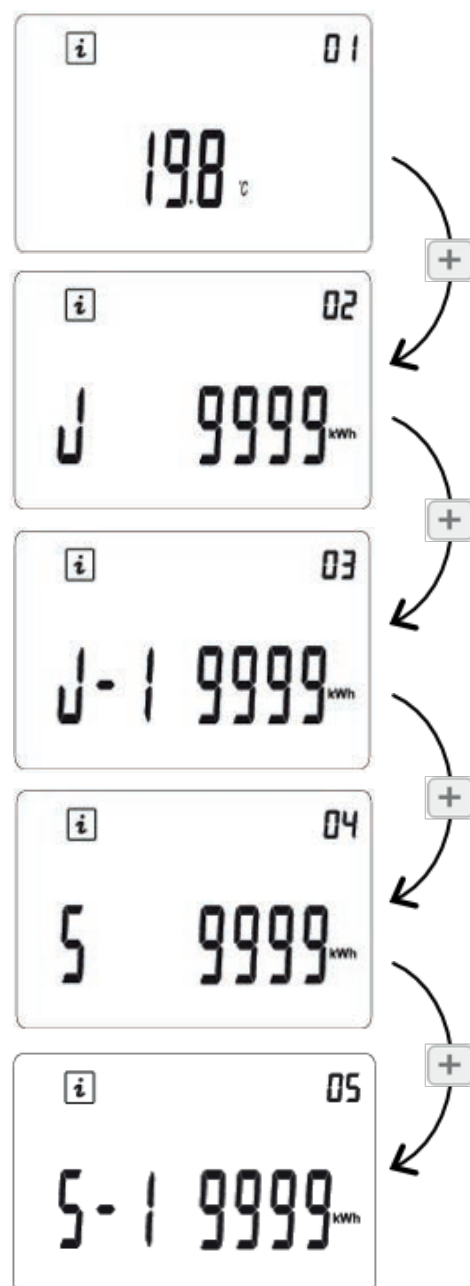 i 01
19.8 °C
+
i 02
J 9999 kWh
+
i 03
J-1 9999 kWh
+
i 04
S 9999 kWh
+
i 05
S-1 9999 kWh